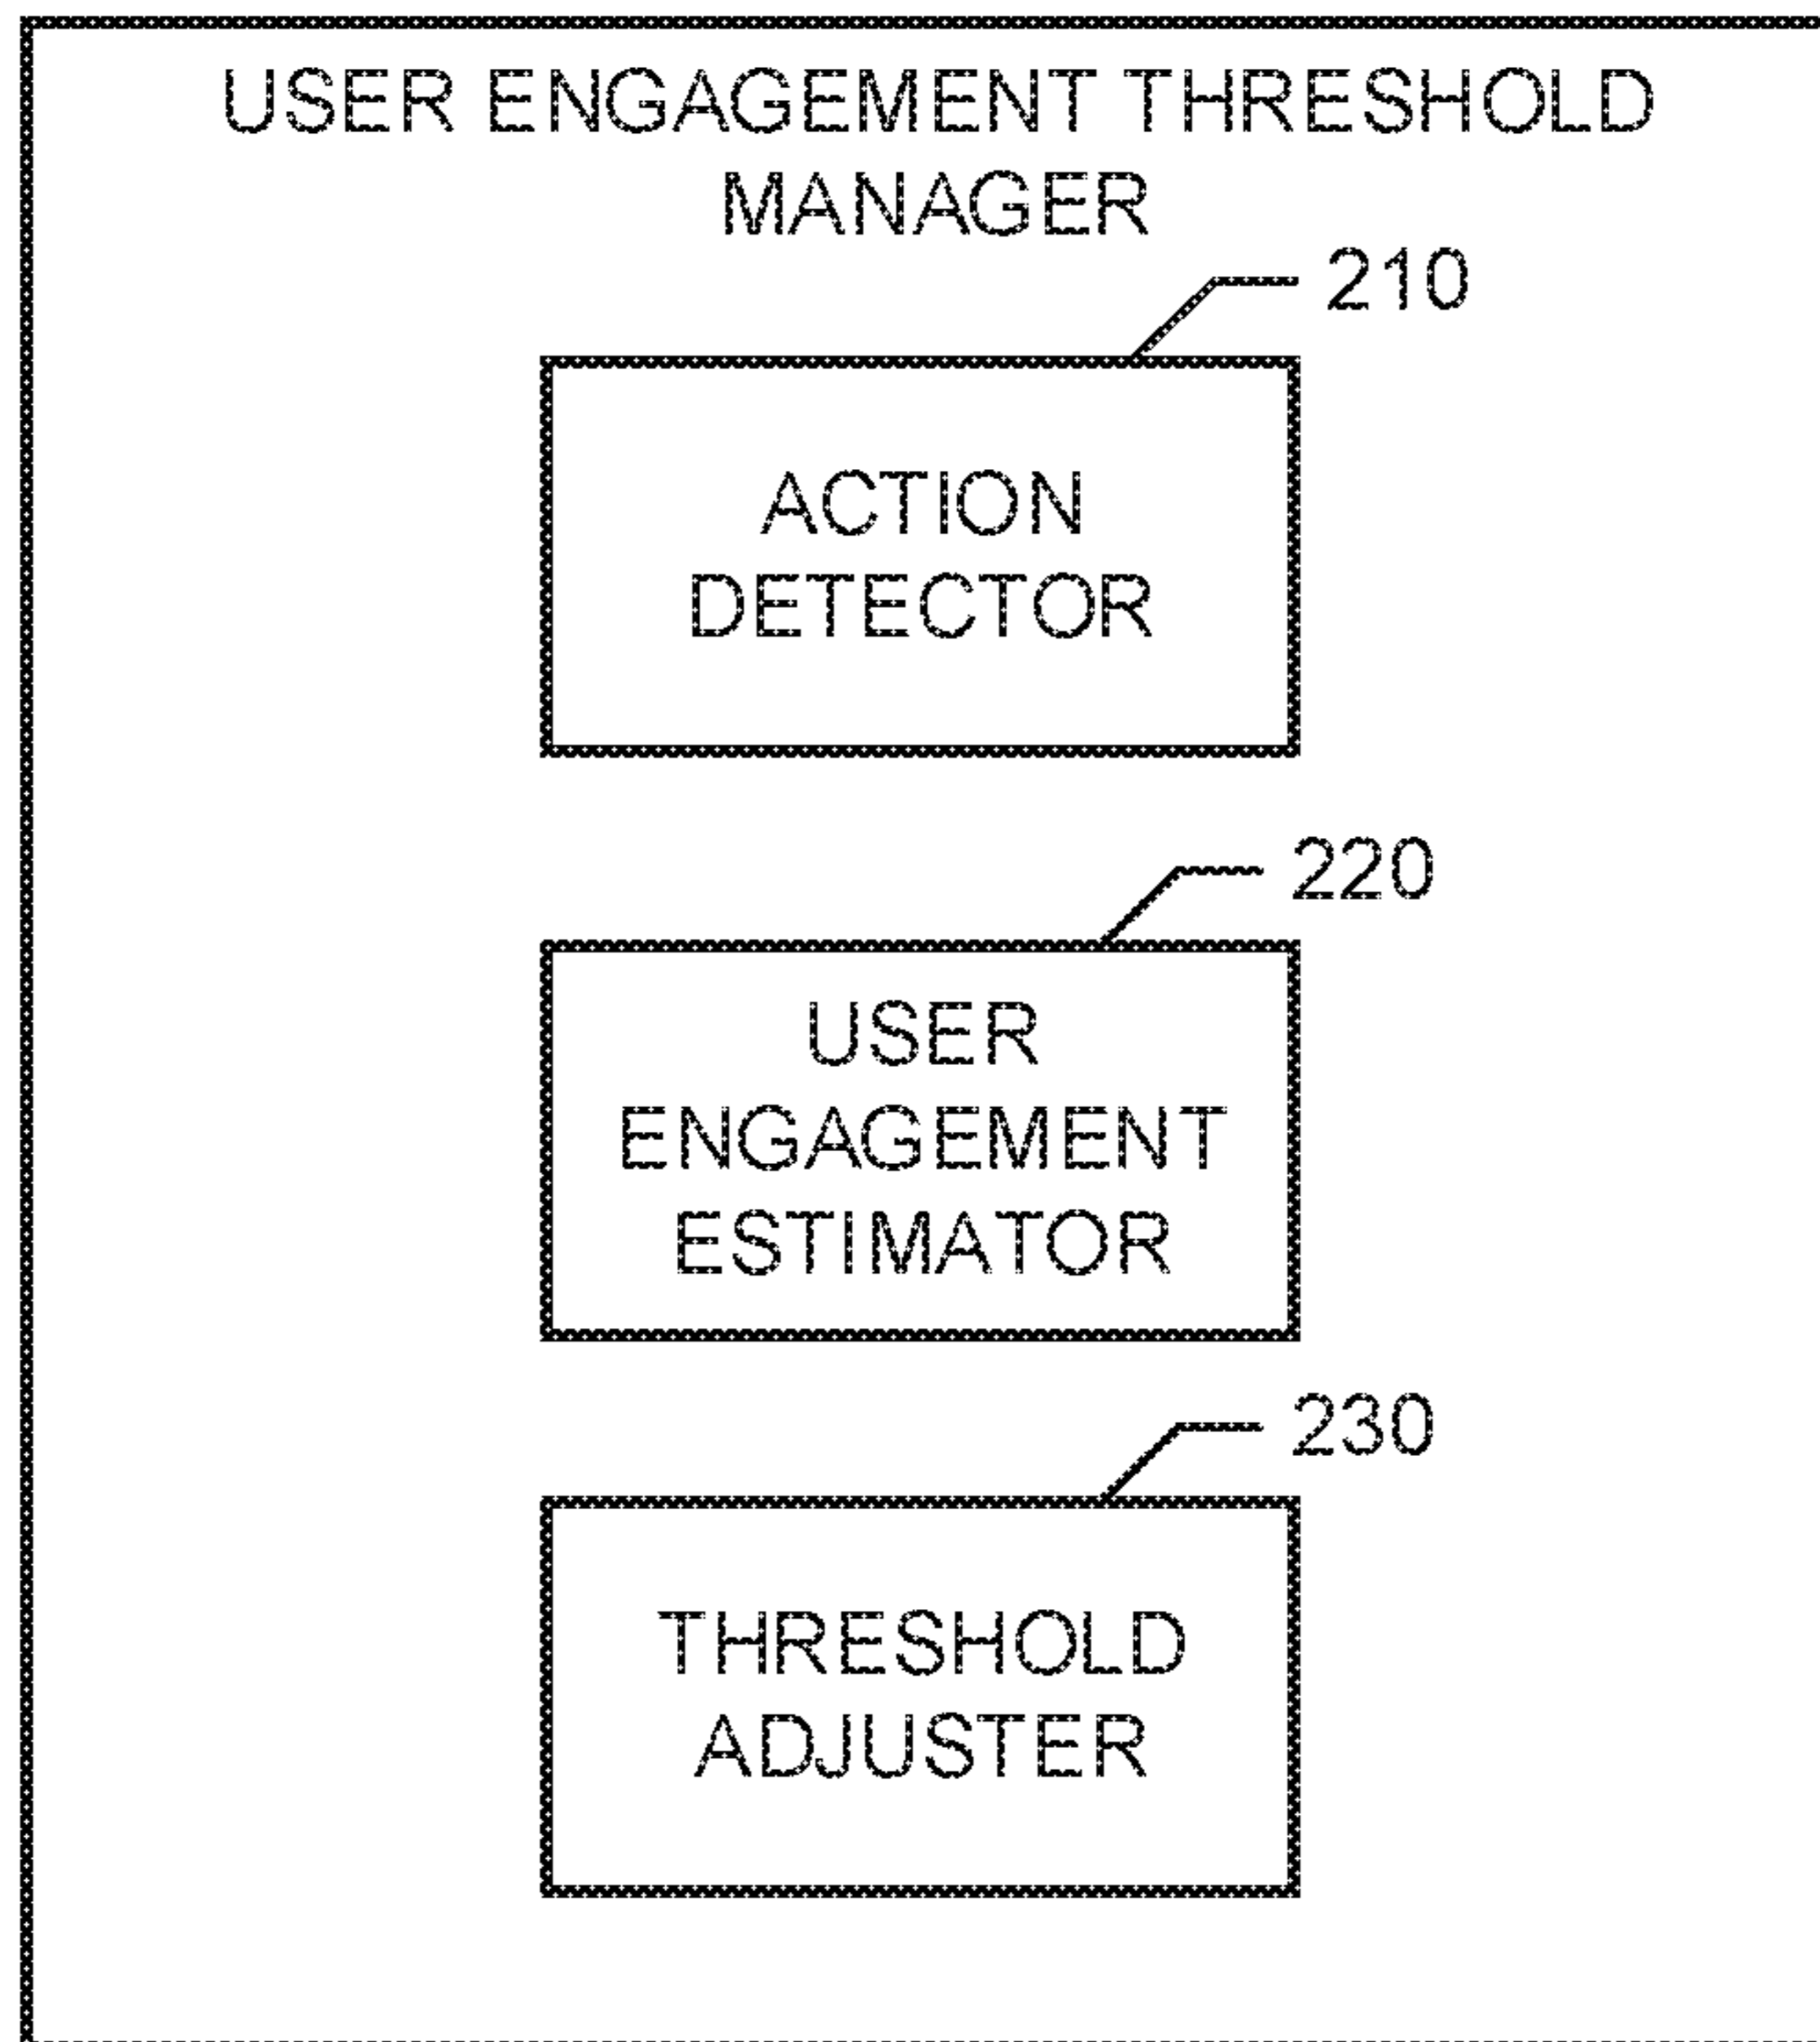 USER ENGAGEMENT THRESHOLD
MANAGER
210
ACTION
DETECTOR
220
USER
ENGAGEMENT
ESTIMATOR
230
THRESHOLD
ADJUSTER